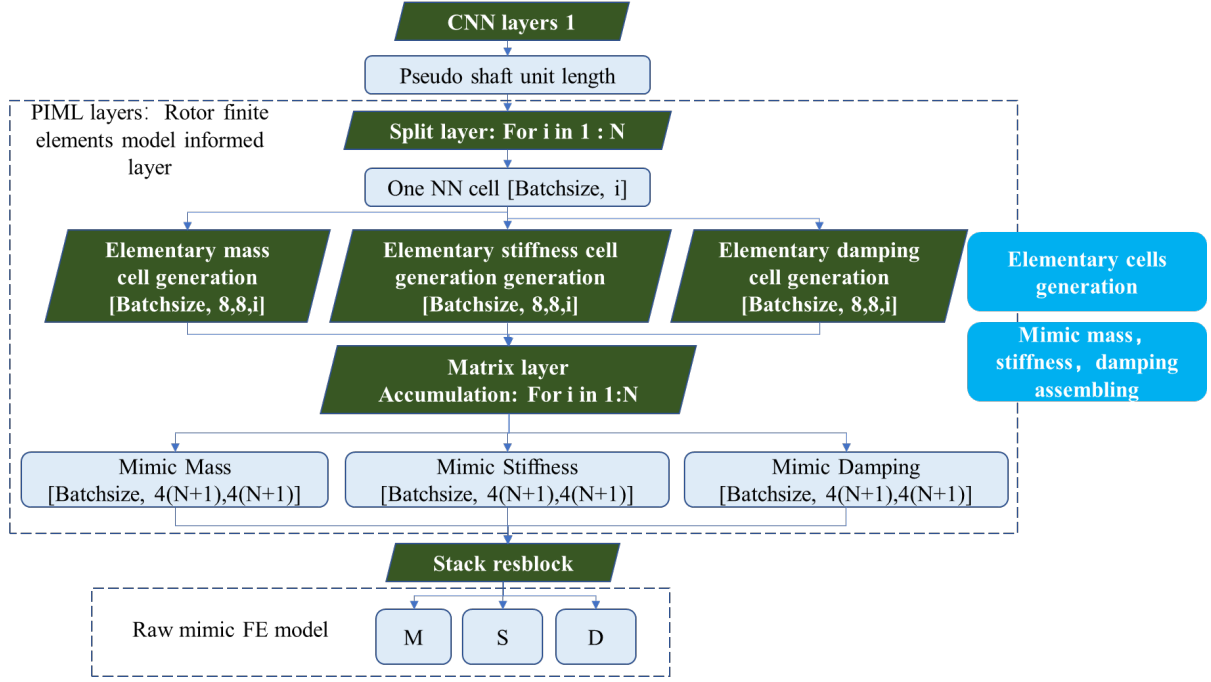 CNN layers 1
Pseudo shaft unit length
PIML layers：Rotor finite
elements model informed
layer
Split layer: For i in 1 : N
One NN cell [Batchsize, i]
Elementary mass
cell generation
[Batchsize, 8,8,i]
Elementary stiffness cell
generation generation
[Batchsize, 8,8,i]
Elementary damping
cell generation
[Batchsize, 8,8,i]
Elementary cells
generation
Matrix layer
Accumulation: For i in 1:N
Mimic mass，
stiffness，damping
assembling
Mimic Mass
[Batchsize, 4(N+1),4(N+1)]
Mimic Stiffness
[Batchsize, 4(N+1),4(N+1)]
Mimic Damping
[Batchsize, 4(N+1),4(N+1)]
Stack resblock
Raw mimic FE model
M
S
D